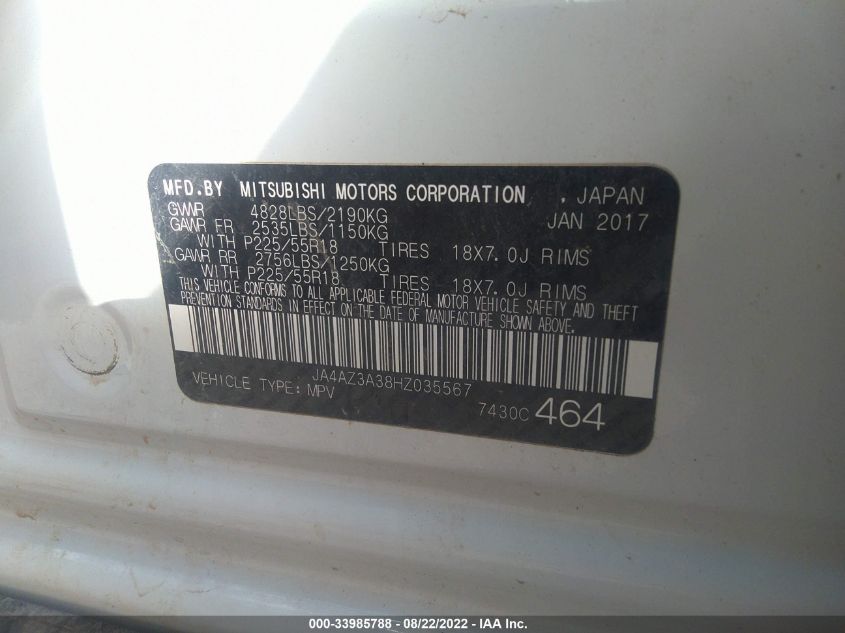 MFD.BY MITSUBISHI MOTORS CORPORATION . JAPAN
GVWR 4828LBS/2190KG JAN 2017
GAWR FR 2535LBS/1150KG
WITH P225/55R18 TIRES 18X7.0J RIMS
GAWR RR 2756LBS/1250KG
WITH P225/55R18 TIRES 18X7.0J RIMS
THIS VEHICLE CONFORMS TO ALL APPLICABLE FEDERAL MOTOR VEHICLE SAFETY AND THEFT
PREVENTION STANDARDS IN EFFECT ON THE DATE OF MANUFACTURE SHOWN ABOVE.
JA4AZ3A38HZ035567
VEHICLE TYPE: MPV
7430C 464
000-33985788 - 08/22/2022 - IAA Inc.